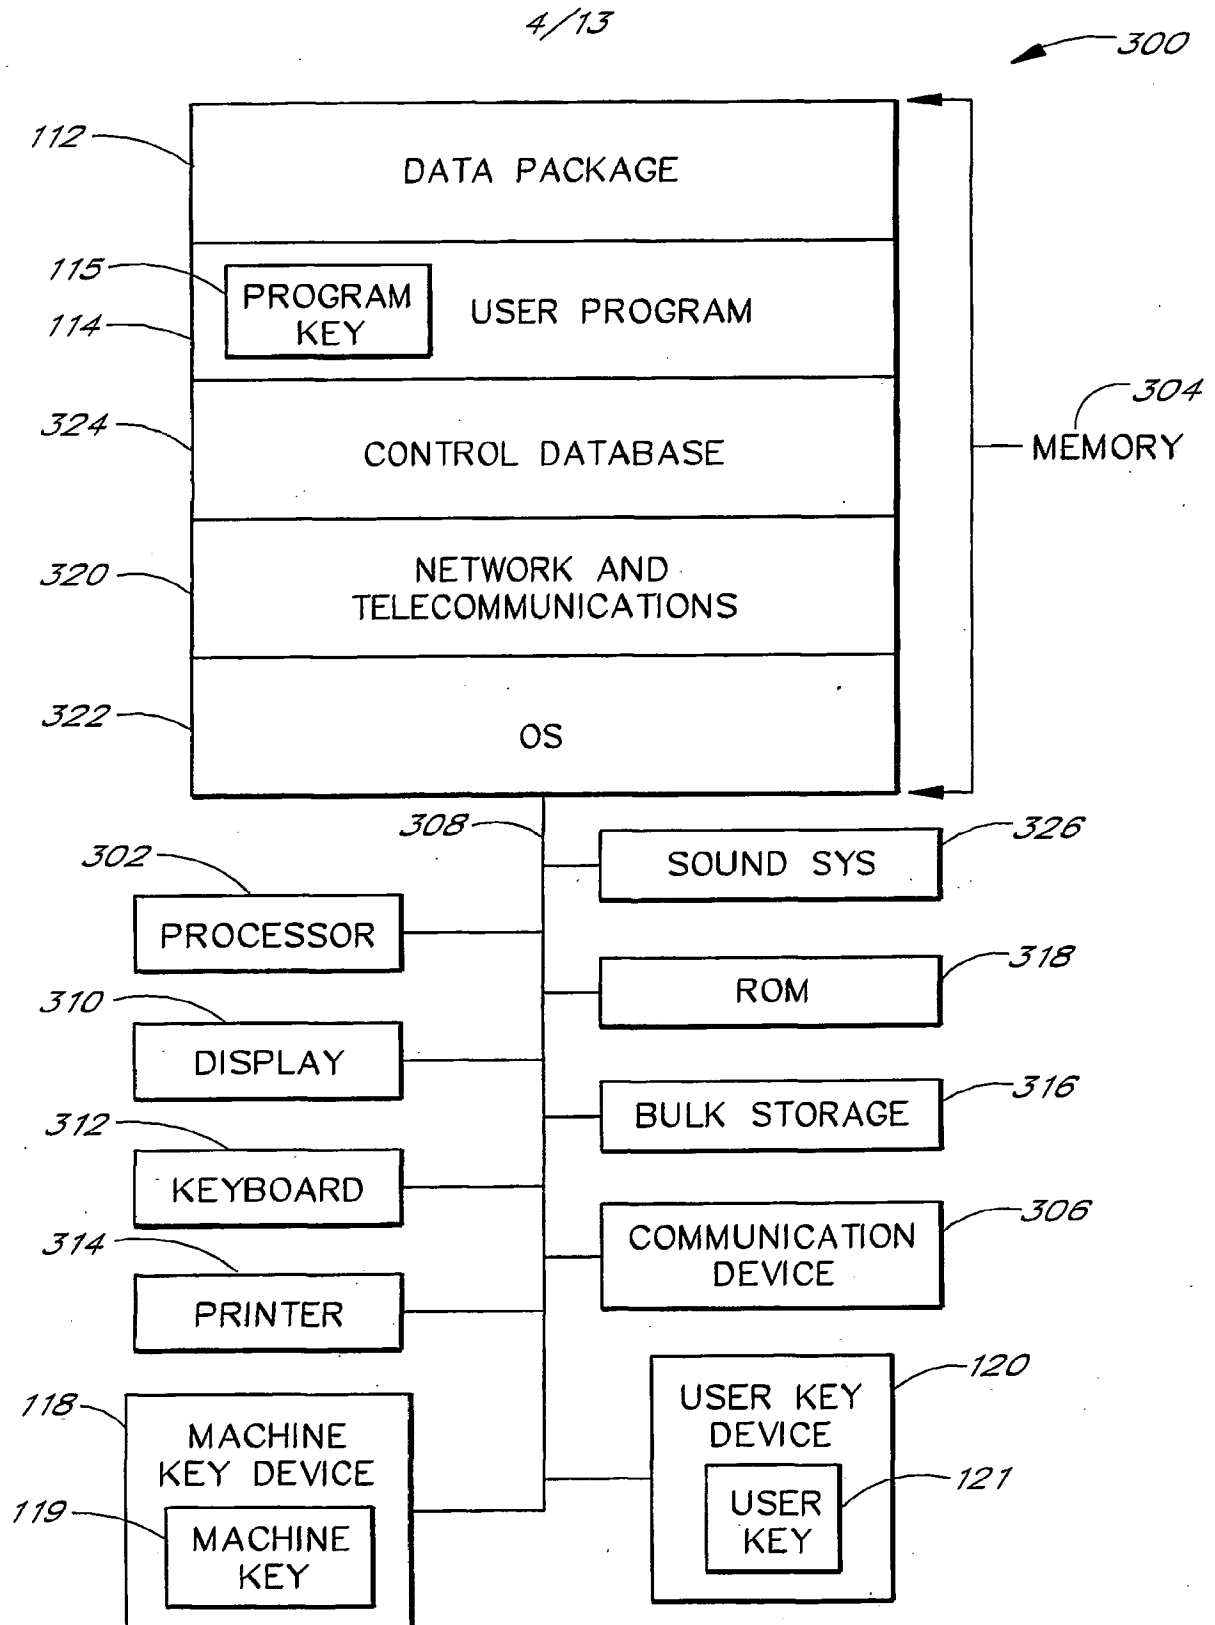 4/13
300
112
DATA PACKAGE
115
PROGRAM
KEY
USER PROGRAM
114
304
MEMORY
324
CONTROL DATABASE
320
NETWORK AND
TELECOMMUNICATIONS
322
OS
308
326
SOUND SYS
302
PROCESSOR
318
ROM
310
DISPLAY
316
BULK STORAGE
312
KEYBOARD
306
COMMUNICATION
DEVICE
314
PRINTER
120
USER KEY
DEVICE
118
MACHINE
KEY DEVICE
121
USER
KEY
119
MACHINE
KEY